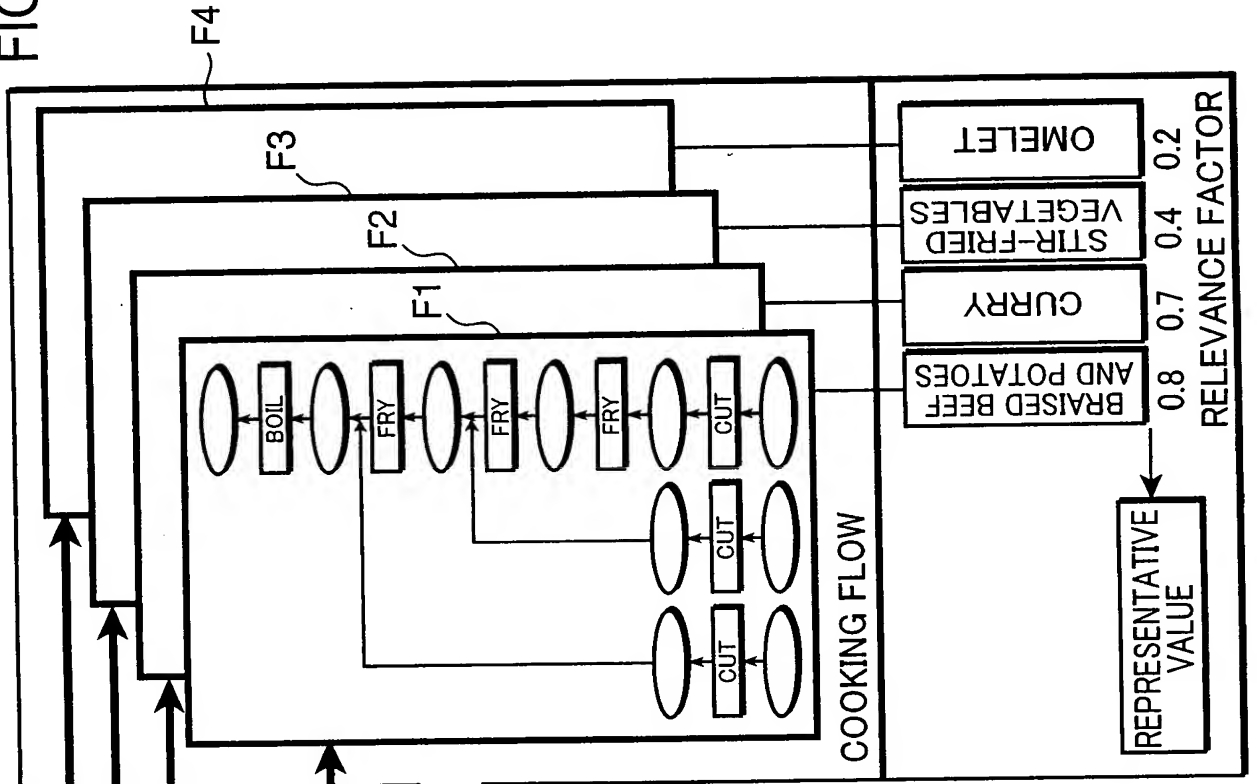 FIG
F4
F3
F2
F1
BOIL
FRY
FRY
FRY
CUT
CUT
CUT
COOKING FLOW
OMELET
STIR-FRIED
VEGETABLES
CURRY
BRAISED BEEF
AND POTATOES
0.2
0.4
0.7
0.8
RELEVANCE FACTOR
REPRESENTATIVE
VALUE